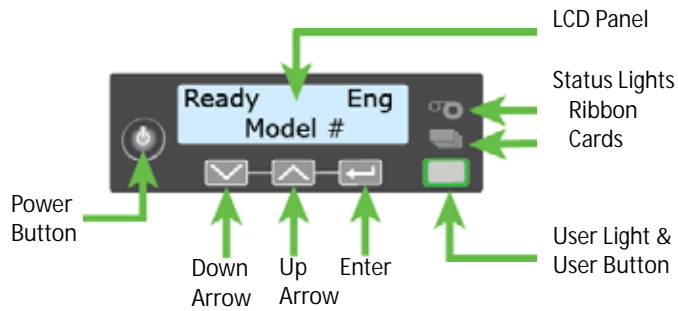 LCD Panel
Status Lights
Ribbon
Cards
Ready Eng
Model #
Power
Button
Down
Arrow
Up
Arrow
Enter
User Light &
User Button